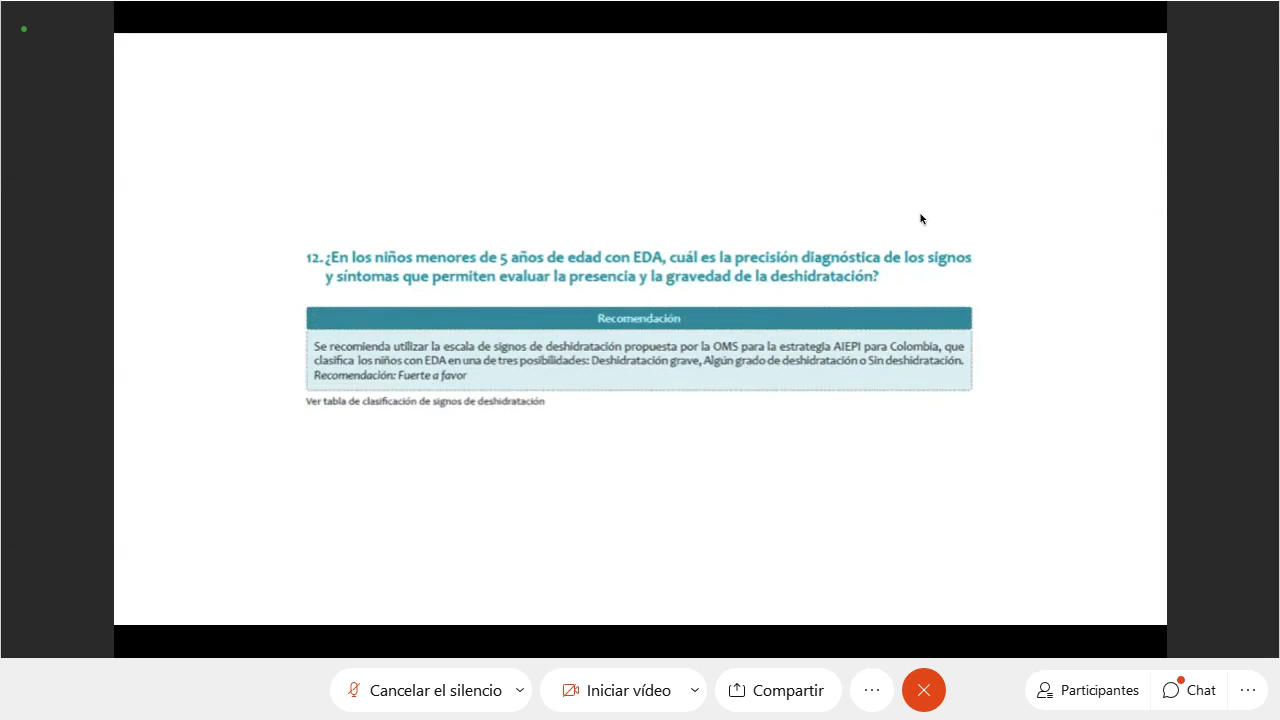 12. ¿En los niños menores de 5 años de edad con EDA, cuál es la precisión diagnóstica de los signos
y síntomas que permiten evaluar la presencia y la gravedad de la deshidratación?
Recomendación
Se recomienda utilizar la escala de signos de deshidratación propuesta por la OMS para la estrategia AIEPI para Colombia, que
clasifica los niños con EDA en una de tres posibilidades: Deshidratación grave, Algún grado de deshidratación o Sin deshidratación.
Recomendación: Fuerte a favor
Ver tabla de clasificación de signos de deshidratación
Cancelar el silencio
Iniciar vídeo
Compartir
Participantes
Chat